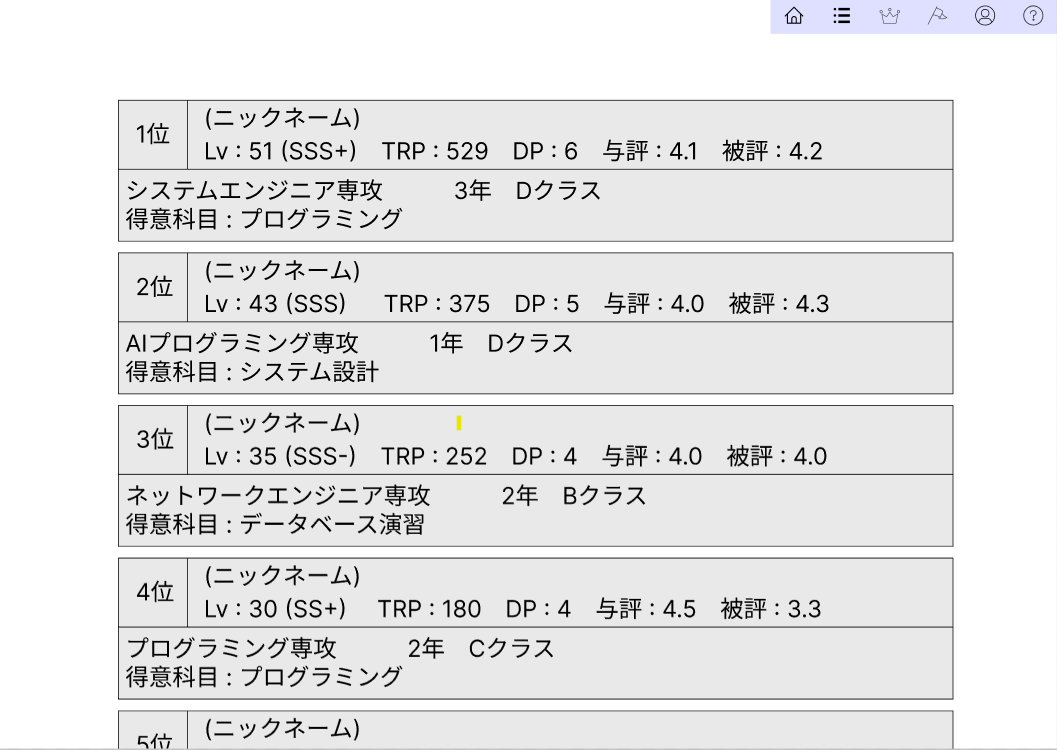 1位
(ニックネーム)
Lv : 51 (SSS+) TRP : 529 DP : 6 与評 : 4.1 被評 : 4.2
システムエンジニア専攻 3年 Dクラス
得意科目 : プログラミング
2位
(ニックネーム)
Lv : 43 (SSS) TRP : 375 DP : 5 与評 : 4.0 被評 : 4.3
AIプログラミング専攻 1年 Dクラス
得意科目 : システム設計
3位
(ニックネーム)
Lv : 35 (SSS-) TRP : 252 DP : 4 与評 : 4.0 被評 : 4.0
ネットワークエンジニア専攻 2年 Bクラス
得意科目 : データベース演習
4位
(ニックネーム)
Lv : 30 (SS+) TRP : 180 DP : 4 与評 : 4.5 被評 : 3.3
プログラミング専攻 2年 Cクラス
得意科目 : プログラミング
5位
(ニックネーム)